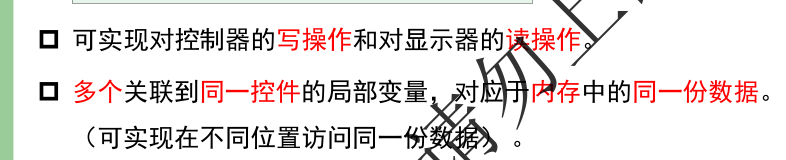 可实现对控制器的写操作和对显示器的读操作。
多个关联到同一控件的局部变量，对应于内存中的同一份数据。
（可实现在不同位置访问同一份数据）。
请勿上